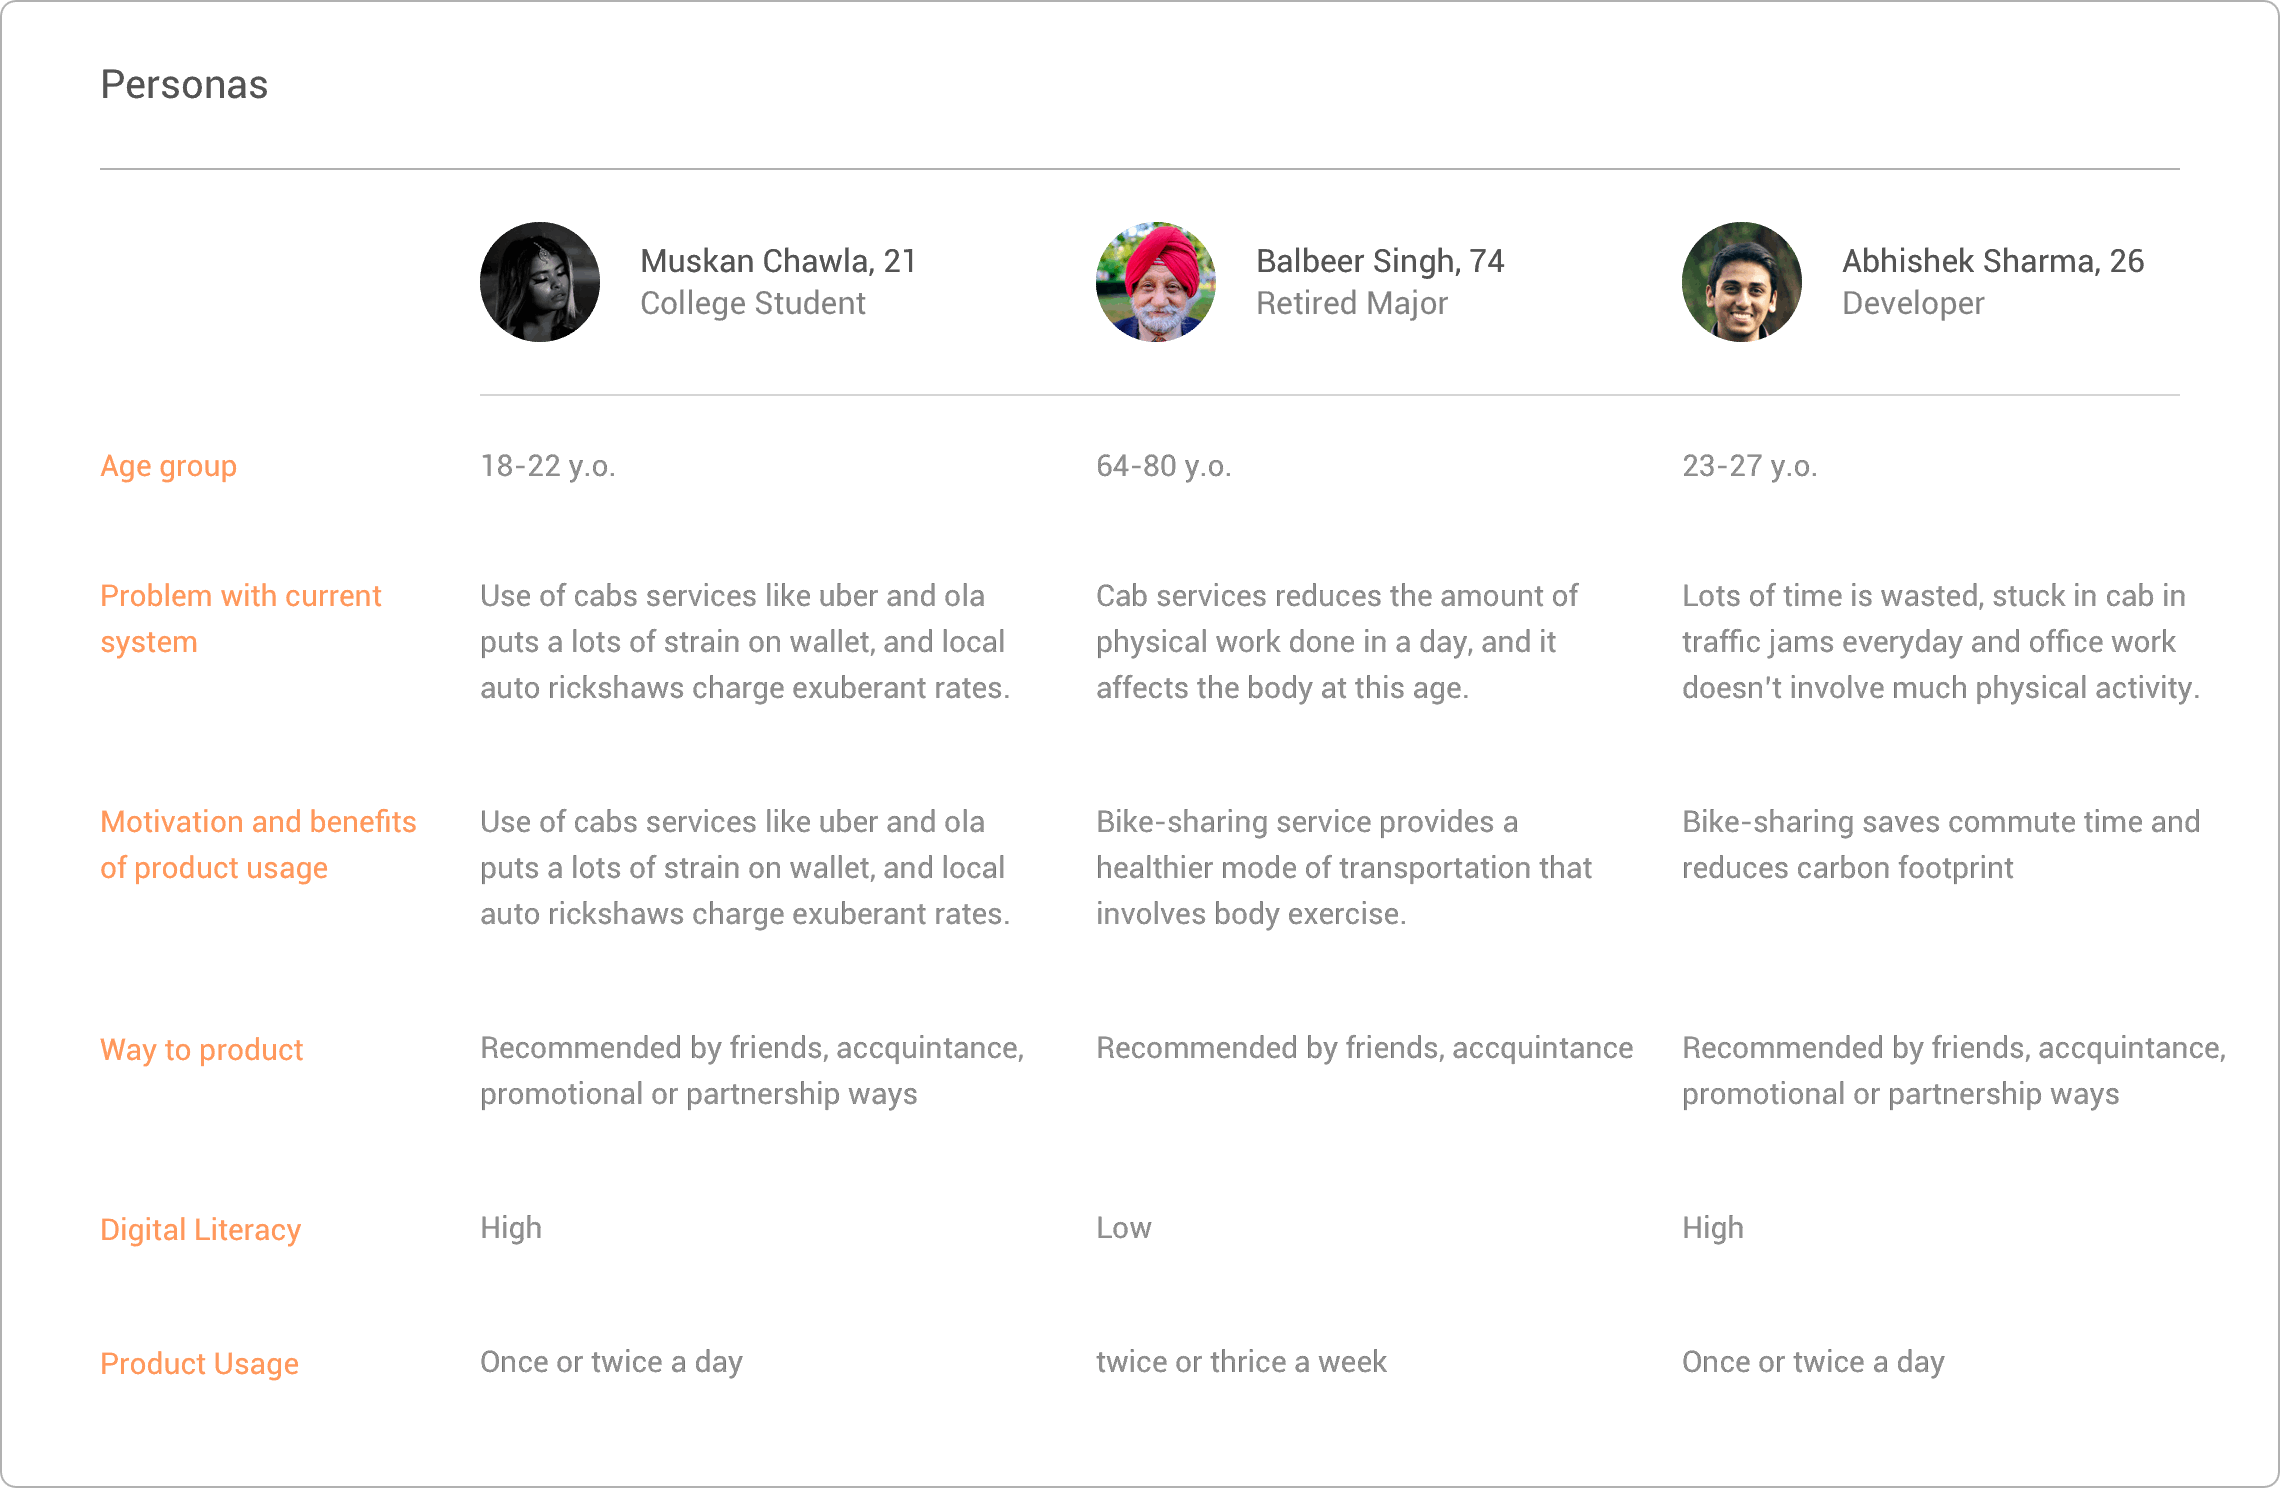 Personas
Muskan Chawla, 21
College Student
Balbeer Singh, 74
Retired Major
Abhishek Sharma, 26
Developer
Age group
18-22 y.o.
64-80 y.o.
23-27 y.o.
Problem with current
system
Use of cabs services like uber and ola
puts a lots of strain on wallet, and local
auto rickshaws charge exuberant rates.
Cab services reduces the amount of
physical work done in a day, and it
affects the body at this age.
Lots of time is wasted, stuck in cab in
traffic jams everyday and office work
doesn't involve much physical activity.
Motivation and benefits
of product usage
Use of cabs services like uber and ola
puts a lots of strain on wallet, and local
auto rickshaws charge exuberant rates.
Bike-sharing service provides a
healthier mode of transportation that
involves body exercise.
Bike-sharing saves commute time and
reduces carbon footprint
Way to product
Recommended by friends, accquintance,
promotional or partnership ways
Recommended by friends, accquintance
Recommended by friends, accquintance,
promotional or partnership ways
Digital Literacy
High
Low
High
Product Usage
Once or twice a day
twice or thrice a week
Once or twice a day